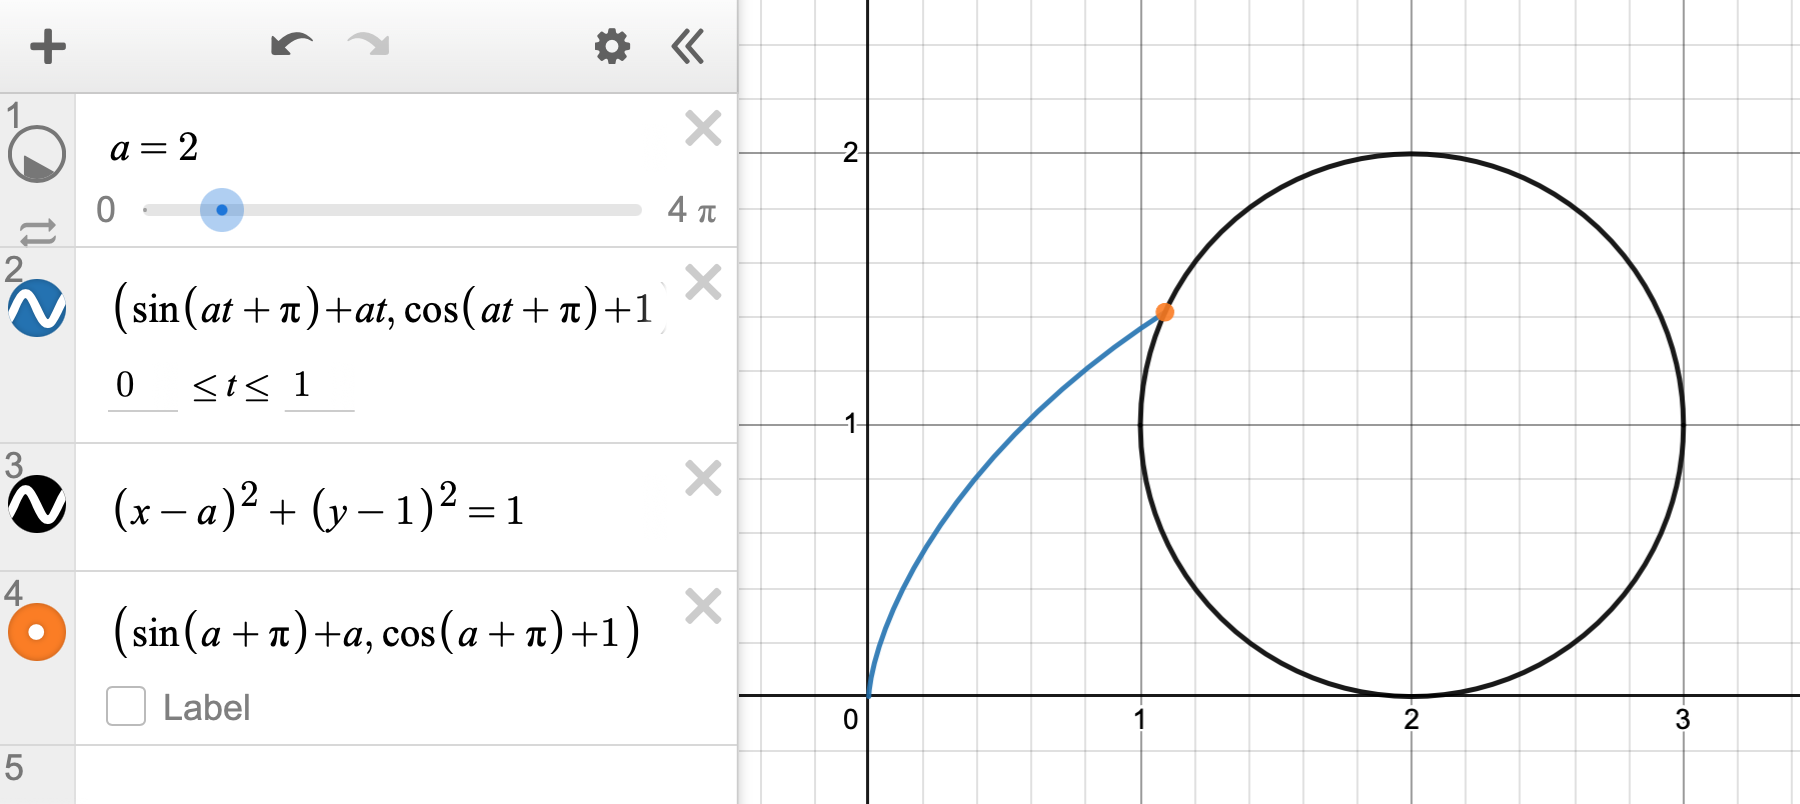 1
a = 2
0 4 π
2
(sin(at + π)+at, cos(at + π)+1)
0 ≤ t ≤ 1
3
(x − a)² + (y − 1)² = 1
4
(sin(a + π)+a, cos(a + π)+1)
Label
5
2
1
0 1 2 3